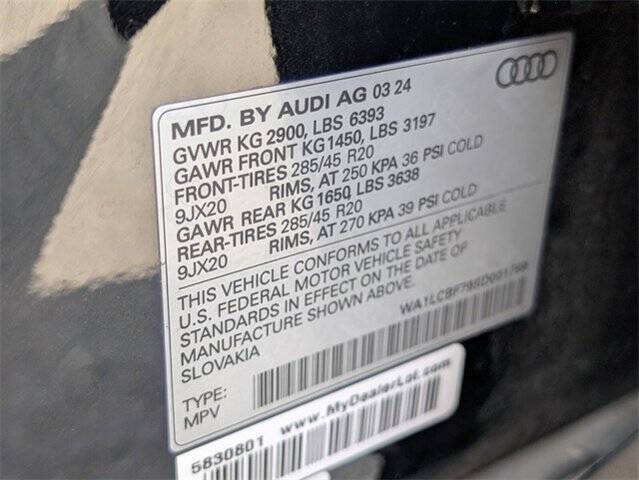 MFD. BY AUDI AG 03 24
GVWR KG 2900, LBS 6393
GAWR FRONT KG1450, LBS 3197
FRONT-TIRES 285/45 R20
9JX20 RIMS, AT 250 KPA 36 PSI COLD
GAWR REAR KG 1650, LBS 3638
REAR-TIRES 285/45 R20
9JX20 RIMS, AT 270 KPA 39 PSI COLD
THIS VEHICLE CONFORMS TO ALL APPLICABLE
U.S. FEDERAL MOTOR VEHICLE SAFETY
STANDARDS IN EFFECT ON THE DATE OF
MANUFACTURE SHOWN ABOVE.
SLOVAKIA
TYPE:
MPV
5830801 www.MyDealerLot.com